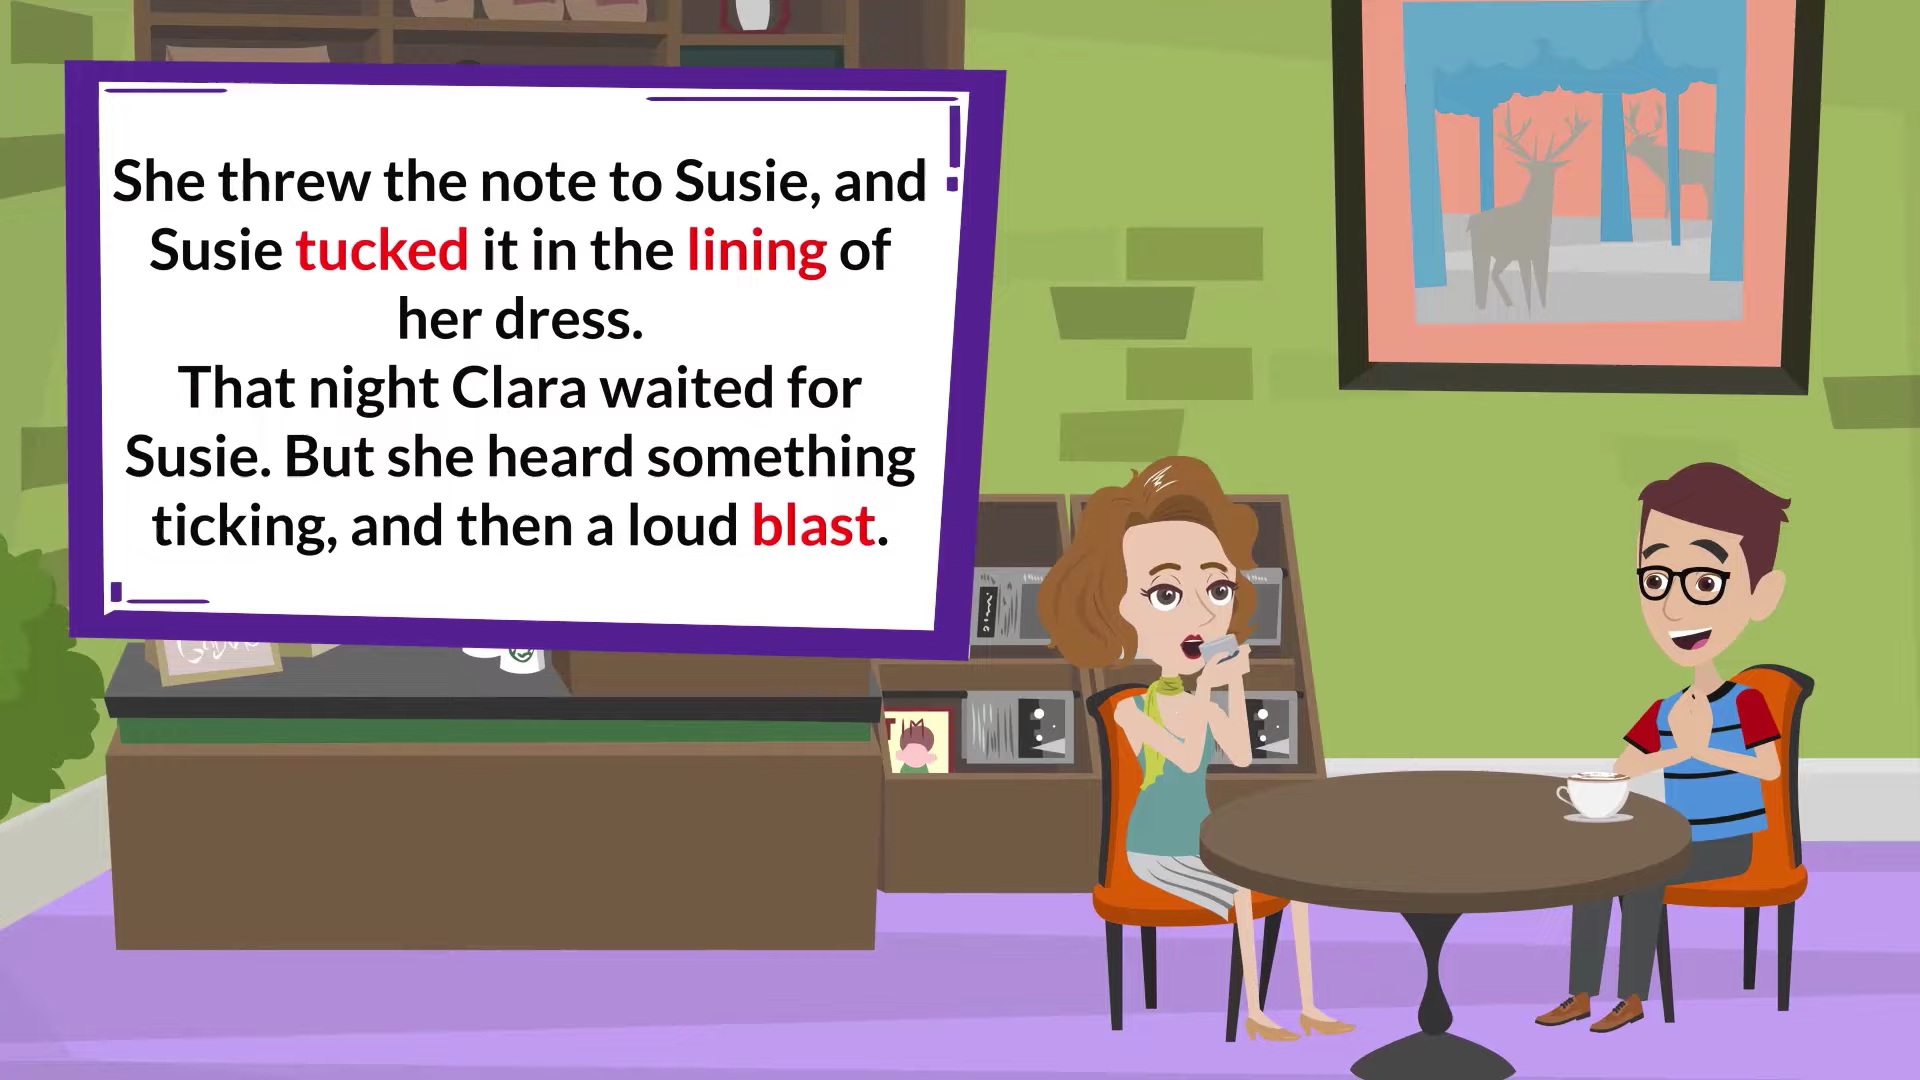 She threw the note to Susie, and
Susie tucked it in the lining of
her dress.
That night Clara waited for
Susie. But she heard something
ticking, and then a loud blast.
TIM